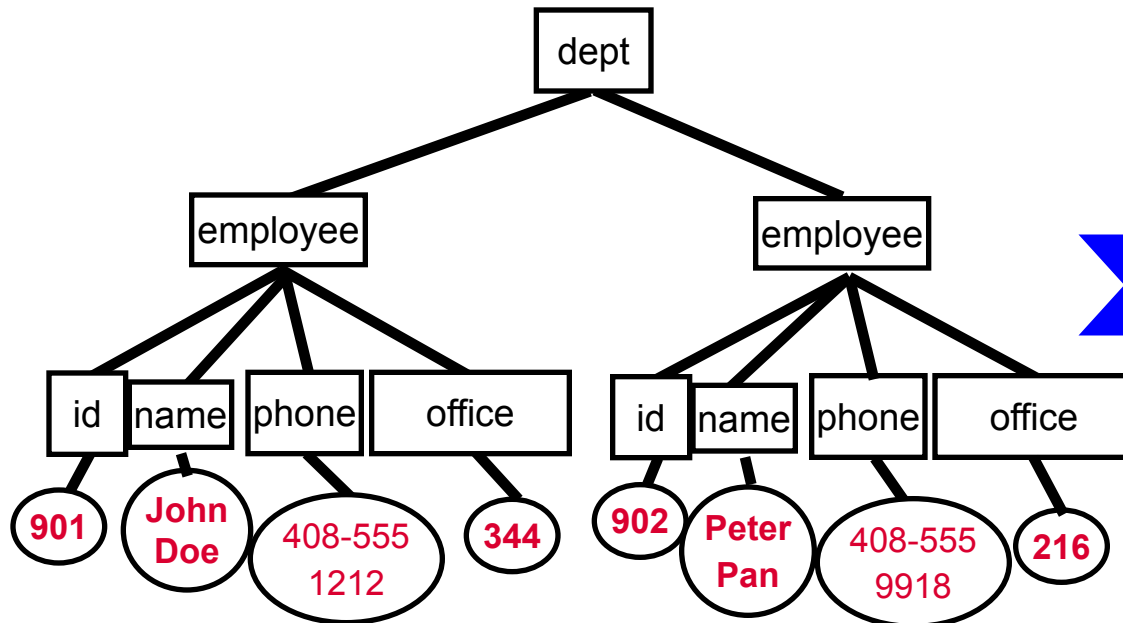 dept
employee
employee
id
name
phone
office
id
name
phone
office
901
John
Doe
408-555
1212
344
902
Peter
Pan
408-555
9918
216